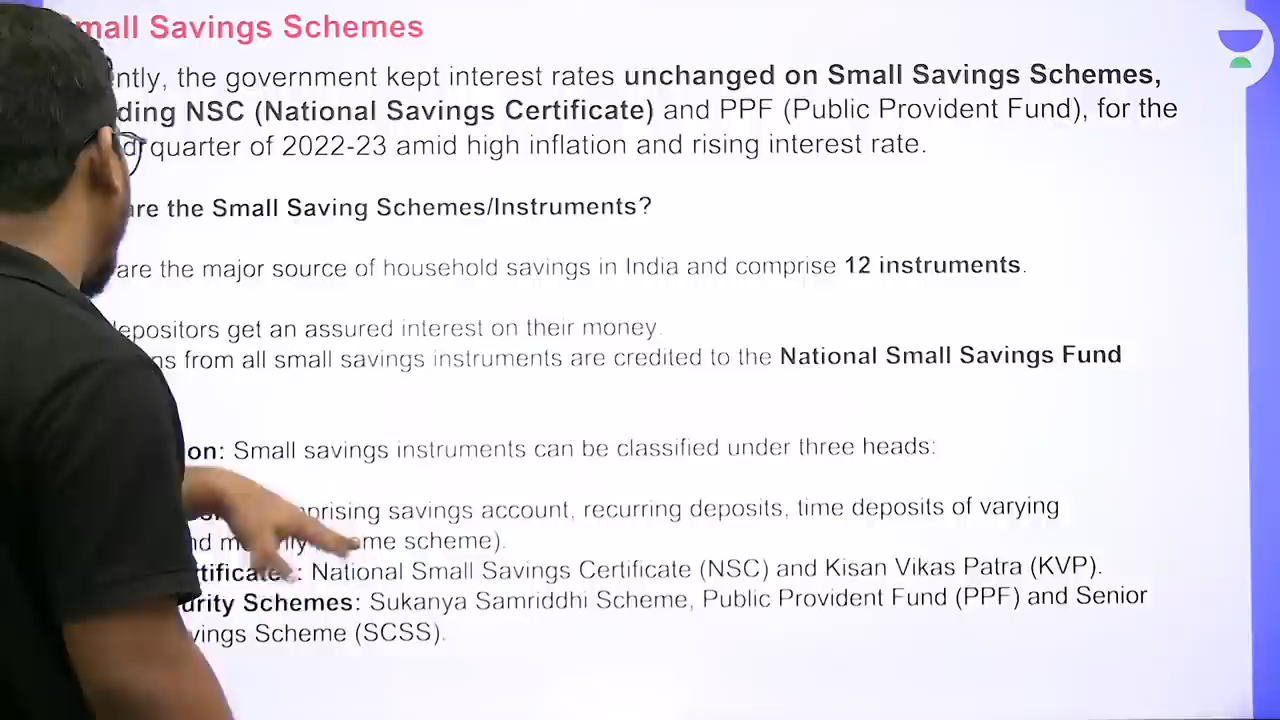 mall Savings Schemes
ntly, the government kept interest rates unchanged on Small Savings Schemes,
ding NSC (National Savings Certificate) and PPF (Public Provident Fund), for the
d quarter of 2022-23 amid high inflation and rising interest rate.
are the Small Saving Schemes/Instruments?
are the major source of household savings in India and comprise 12 instruments.
depositors get an assured interest on their money.
ns from all small savings instruments are credited to the National Small Savings Fund
on: Small savings instruments can be classified under three heads:
prising savings account, recurring deposits, time deposits of varying
nd me scheme).
tificates: National Small Savings Certificate (NSC) and Kisan Vikas Patra (KVP).
urity Schemes: Sukanya Samriddhi Scheme, Public Provident Fund (PPF) and Senior
vings Scheme (SCSS).